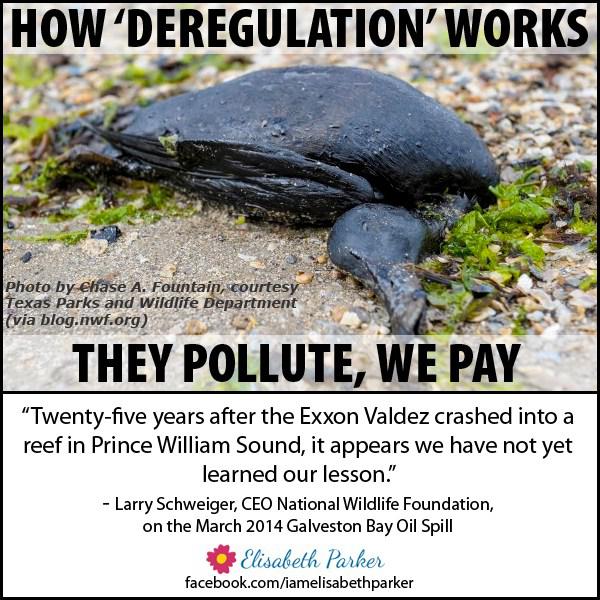 HOW ‘DEREGULATION’ WORKS
Photo by Chase A. Fountain, courtesy
Texas Parks and Wildlife Department
(via blog.nwf.org)
THEY POLLUTE, WE PAY
“Twenty-five years after the Exxon Valdez crashed into a
reef in Prince William Sound, it appears we have not yet
learned our lesson.”
- Larry Schweiger, CEO National Wildlife Foundation,
on the March 2014 Galveston Bay Oil Spill
Elisabeth Parker
facebook.com/iamelisabethparker